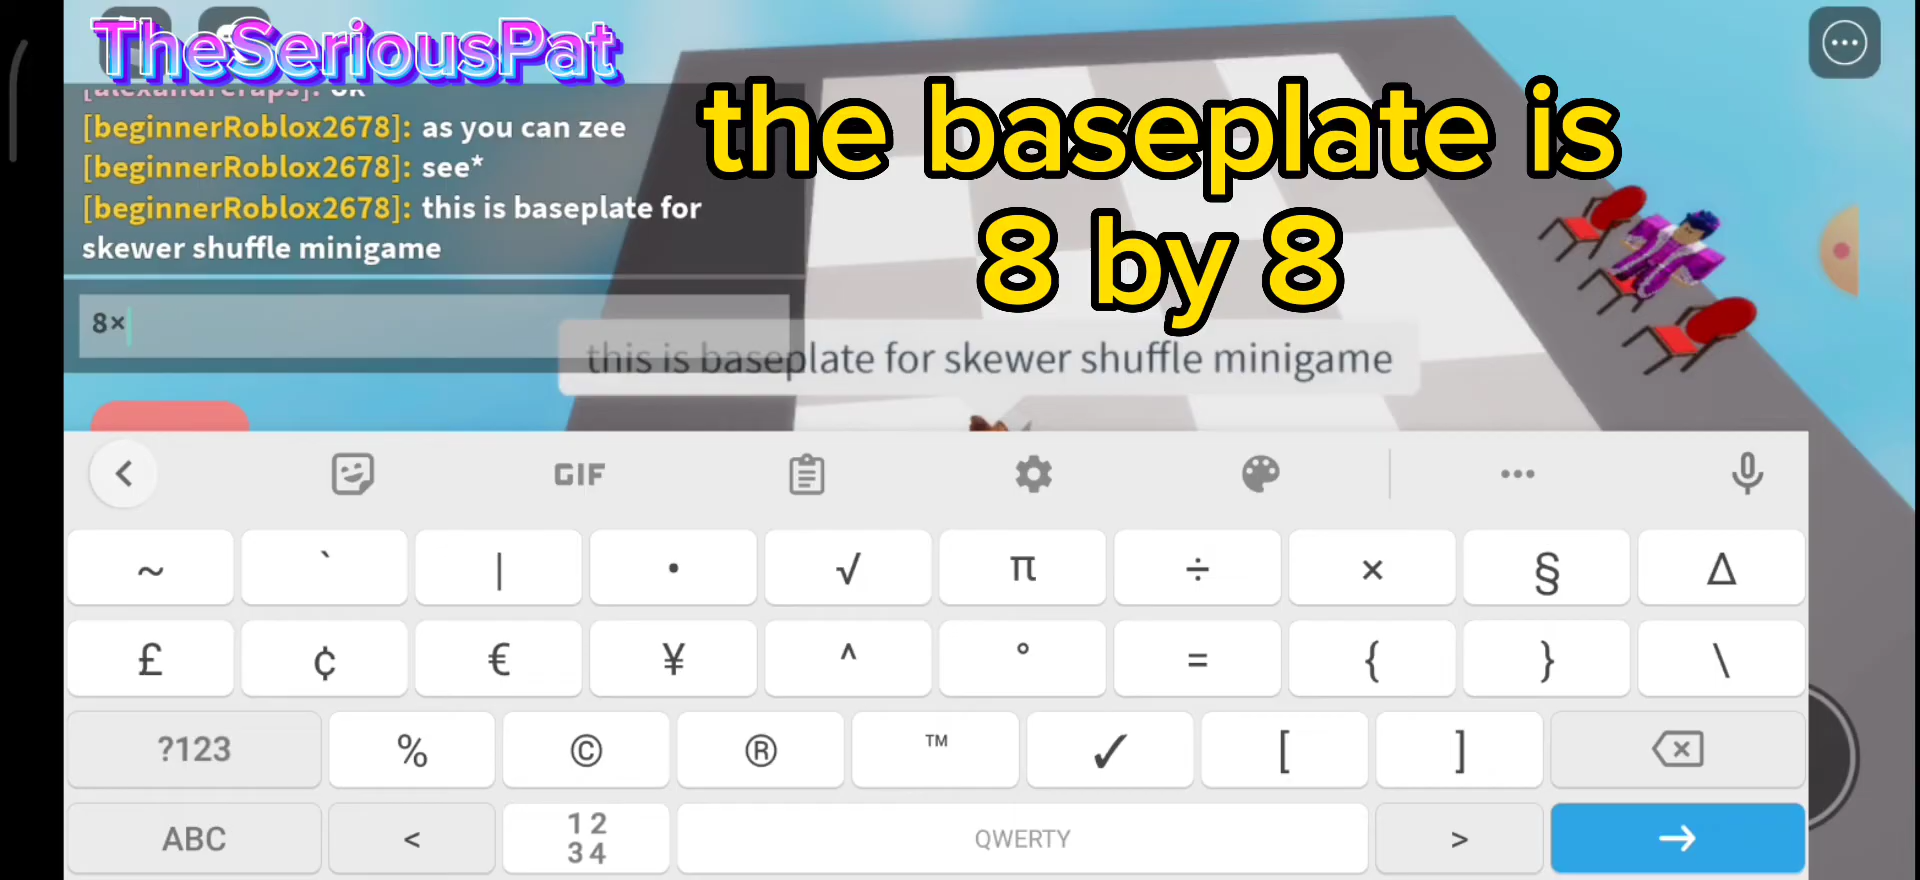 TheSeriousPat
the baseplate is
8 by 8
[alexandreraps]: ok
[beginnerRoblox2678]: as you can zee
[beginnerRoblox2678]: see*
[beginnerRoblox2678]: this is baseplate for
skewer shuffle minigame
8×
this is baseplate for skewer shuffle minigame
GIF
~ ` | • √ π ÷ × § Δ
£ ¢ € ¥ ^ ° = { } \
?123 % © ® ™ ✓ [ ]
ABC < 1 2 QWERTY >
3 4